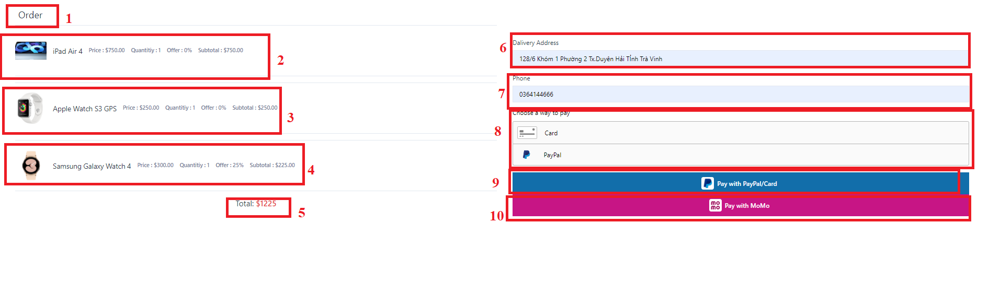 Order
1
iPad Air 4 Price : $750.00 Quantitiy : 1 Offer : 0% Subtotal : $750.00
2
Apple Watch S3 GPS Price : $250.00 Quantitiy : 1 Offer : 0% Subtotal : $250.00
3
Samsung Galaxy Watch 4 Price : $300.00 Quantitiy : 1 Offer : 25% Subtotal : $225.00
4
Total: $1225
5
6
Dalivery Address
128/6 Khóm 1 Phường 2 Tx.Duyên Hải TỈnh Trà Vinh
7
Phone
0364144666
8
Choose a way to pay
Card
PayPal
9
Pay with PayPal/Card
10
mo
mo
Pay with MoMo